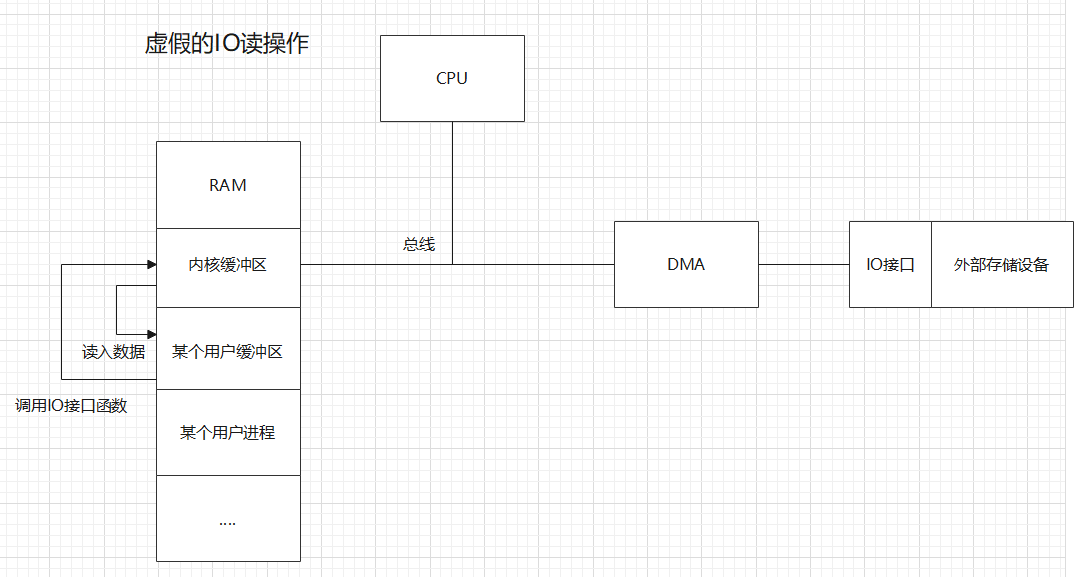 虚假的IO读操作
CPU
RAM
总线
内核缓冲区
DMA
IO接口
外部存储设备
读入数据
某个用户缓冲区
调用IO接口函数
某个用户进程
....